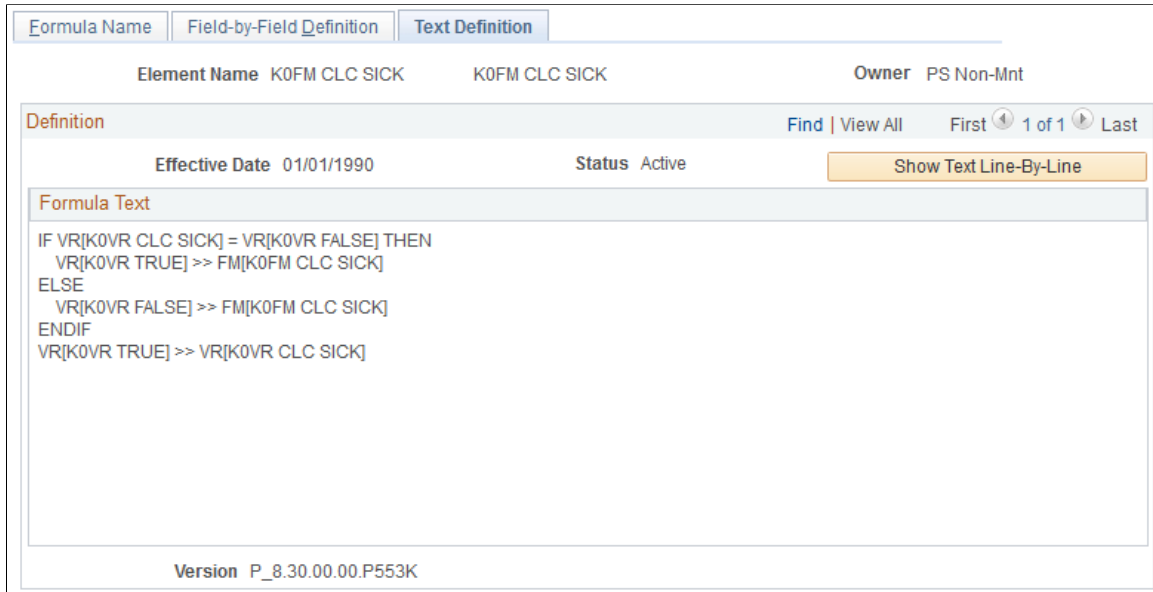 Formula Name Field-by-Field Definition Text Definition
Element Name K0FM CLC SICK K0FM CLC SICK Owner PS Non-Mnt
Definition Find | View All First 1 of 1 Last
Effective Date 01/01/1990 Status Active Show Text Line-By-Line
Formula Text
IF VR[K0VR CLC SICK] = VR[K0VR FALSE] THEN
VR[K0VR TRUE] >> FM[K0FM CLC SICK]
ELSE
VR[K0VR FALSE] >> FM[K0FM CLC SICK]
ENDIF
VR[K0VR TRUE] >> VR[K0VR CLC SICK]
Version P_8.30.00.00.P553K